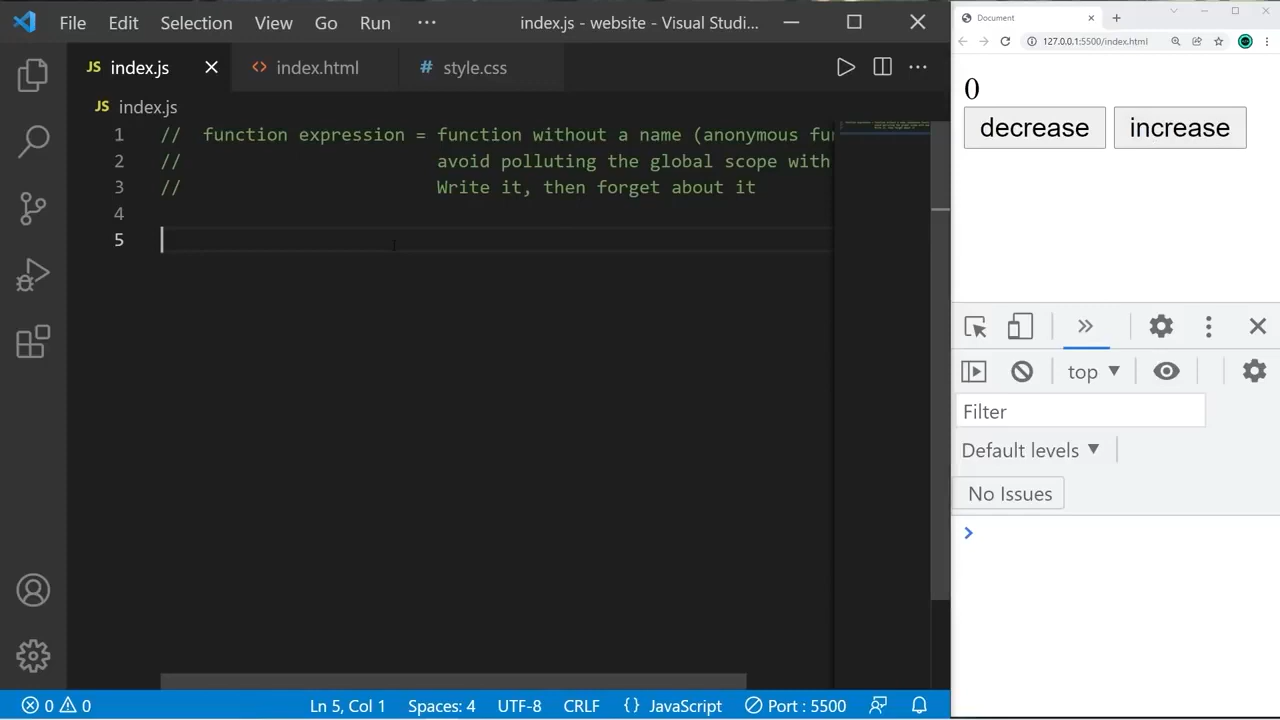 File Edit Selection View Go Run ··· index.js - website - Visual Studi...
JS index.js <> index.html # style.css
JS index.js
1 // function expression = function without a name (anonymous fu
2 // avoid polluting the global scope with
3 // Write it, then forget about it
4
5
0 0 Ln 5, Col 1 Spaces: 4 UTF-8 CRLF {} JavaScript Port : 5500
Document
127.0.0.1:5500/index.html
0
decrease increase
top
Filter
Default levels
No Issues